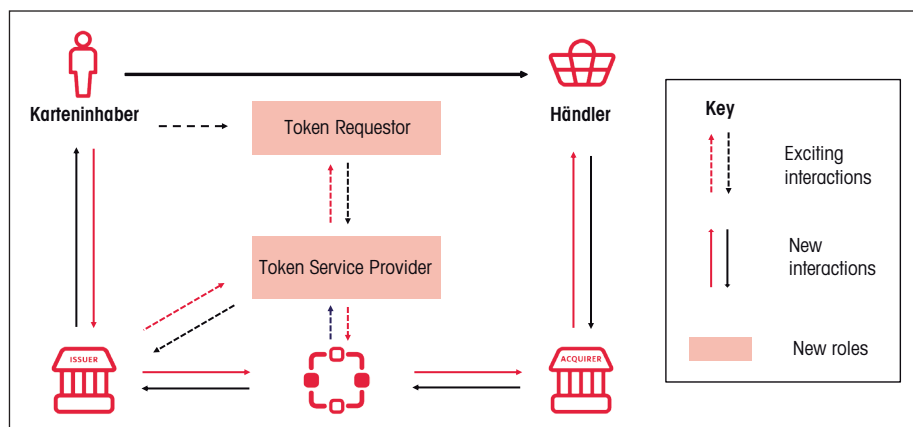 Karteninhaber
Händler
Token Requestor
Token Service Provider
ISSUER
ACQUIRER
Key
Exciting
interactions
New
interactions
New roles